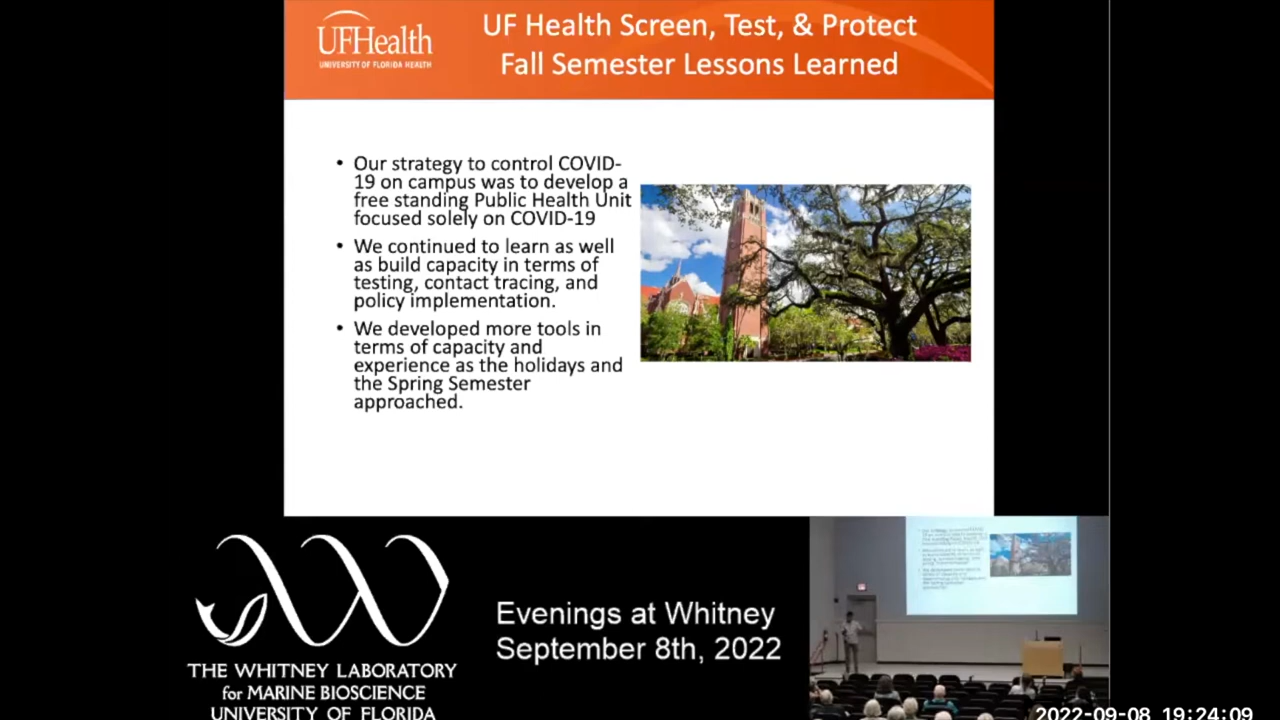 UFHealth
UNIVERSITY OF FLORIDA HEALTH
UF Health Screen, Test, & Protect
Fall Semester Lessons Learned
• Our strategy to control COVID-
19 on campus was to develop a
free standing Public Health Unit
focused solely on COVID-19
• We continued to learn as well
as build capacity in terms of
testing, contact tracing, and
policy implementation.
• We developed more tools in
terms of capacity and
experience as the holidays and
the Spring Semester
approached.
THE WHITNEY LABORATORY
for MARINE BIOSCIENCE
UNIVERSITY OF FLORIDA
Evenings at Whitney
September 8th, 2022
2022-09-08 19:24:09